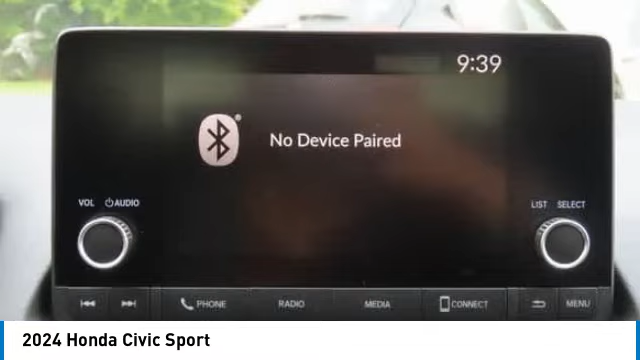 9:39
No Device Paired
VOL AUDIO
LIST SELECT
PHONE RADIO MEDIA CONNECT MENU
2024 Honda Civic Sport